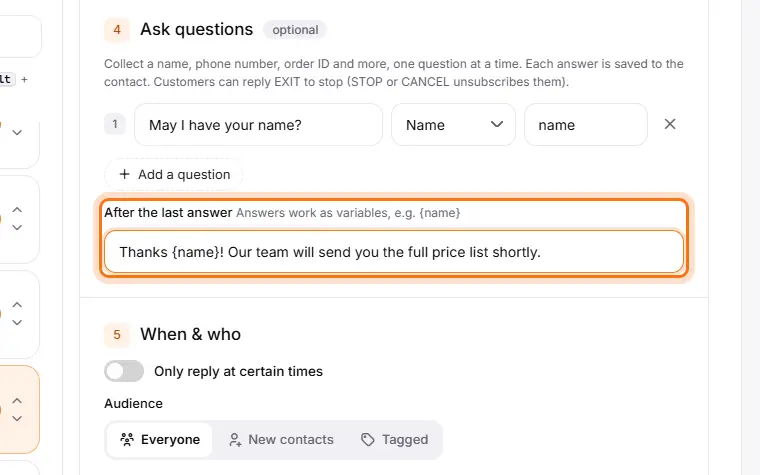 4 Ask questions optional
Collect a name, phone number, order ID and more, one question at a time. Each answer is saved to the
contact. Customers can reply EXIT to stop (STOP or CANCEL unsubscribes them).
lt +
1 May I have your name? Name name
+ Add a question
After the last answer Answers work as variables, e.g. {name}
Thanks {name}! Our team will send you the full price list shortly.
5 When & who
Only reply at certain times
Audience
Everyone New contacts Tagged